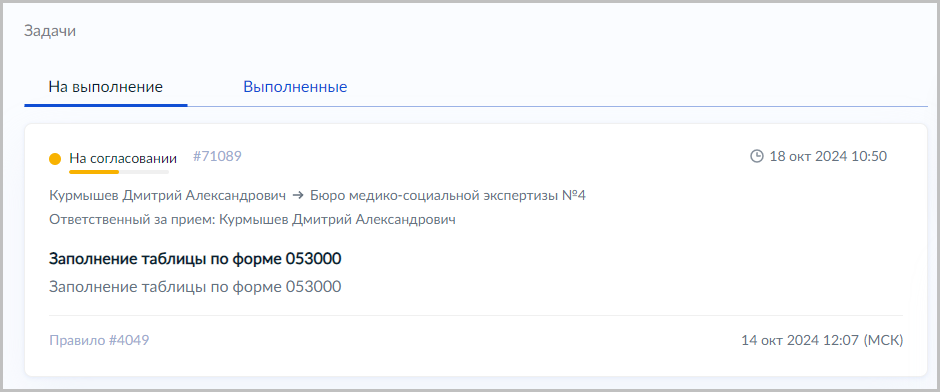 Задачи
На выполнение Выполненные
На согласовании #71089 18 окт 2024 10:50
Курмышев Дмитрий Александрович → Бюро медико-социальной экспертизы №4
Ответственный за прием: Курмышев Дмитрий Александрович
Заполнение таблицы по форме 053000
Заполнение таблицы по форме 053000
Правило #4049 14 окт 2024 12:07 (МСК)